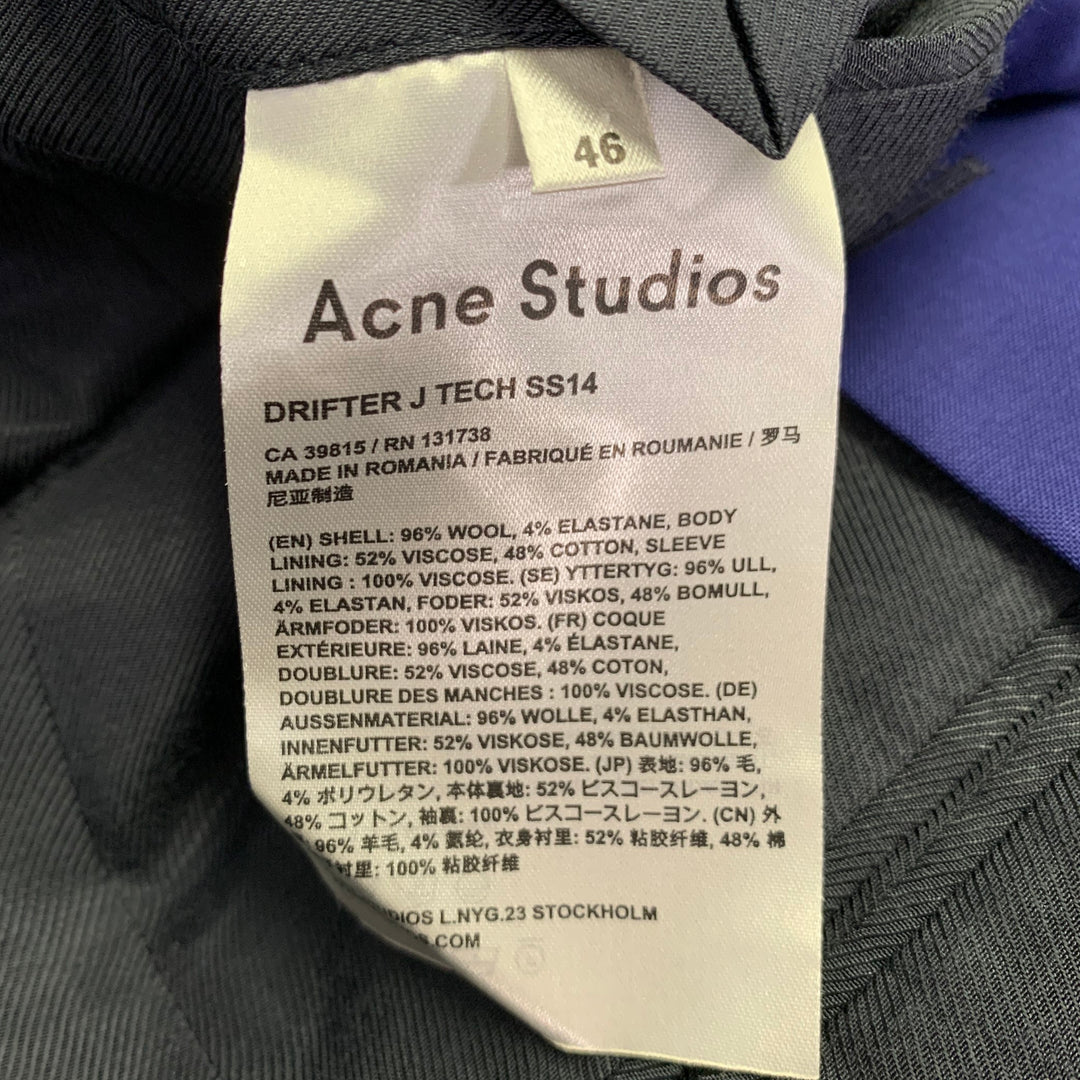 46
Acne Studios
DRIFTER J TECH SS14
CA 39815 / RN 131738
MADE IN ROMANIA / FABRIQUÉ EN ROUMANIE / 罗马
尼亚制造
(EN) SHELL: 96% WOOL, 4% ELASTANE, BODY
LINING: 52% VISCOSE, 48% COTTON, SLEEVE
LINING : 100% VISCOSE. (SE) YTTERTYG: 96% ULL,
4% ELASTAN, FODER: 52% VISKOS, 48% BOMULL,
ÄRMFODER: 100% VISKOS. (FR) COQUE
EXTÉRIEURE: 96% LAINE, 4% ÉLASTANE,
DOUBLURE: 52% VISCOSE, 48% COTON,
DOUBLURE DES MANCHES : 100% VISCOSE. (DE)
AUSSENMATERIAL: 96% WOLLE, 4% ELASTHAN,
INNENFUTTER: 52% VISKOSE, 48% BAUMWOLLE,
ÄRMELFUTTER: 100% VISKOSE. (JP) 表地: 96% 毛,
4% ポリウレタン, 本体裏地: 52% ビスコースレーヨン,
48% コットン, 袖裏: 100% ビスコースレーヨン. (CN) 外
96% 羊毛, 4% 氨纶, 衣身衬里: 52% 粘胶纤维, 48% 棉
衬里: 100% 粘胶纤维
L.NYG.23 STOCKHOLM
.COM